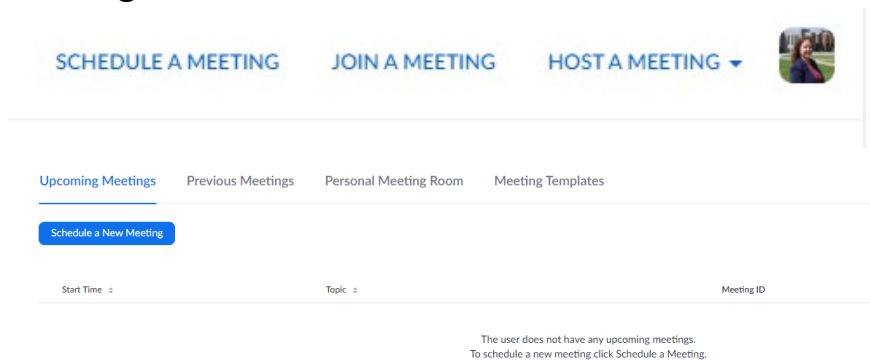 SCHEDULE A MEETING JOIN A MEETING HOST A MEETING
Upcoming Meetings Previous Meetings Personal Meeting Room Meeting Templates
Schedule a New Meeting
Start Time Topic Meeting ID
The user does not have any upcoming meetings.
To schedule a new meeting click Schedule a Meeting.